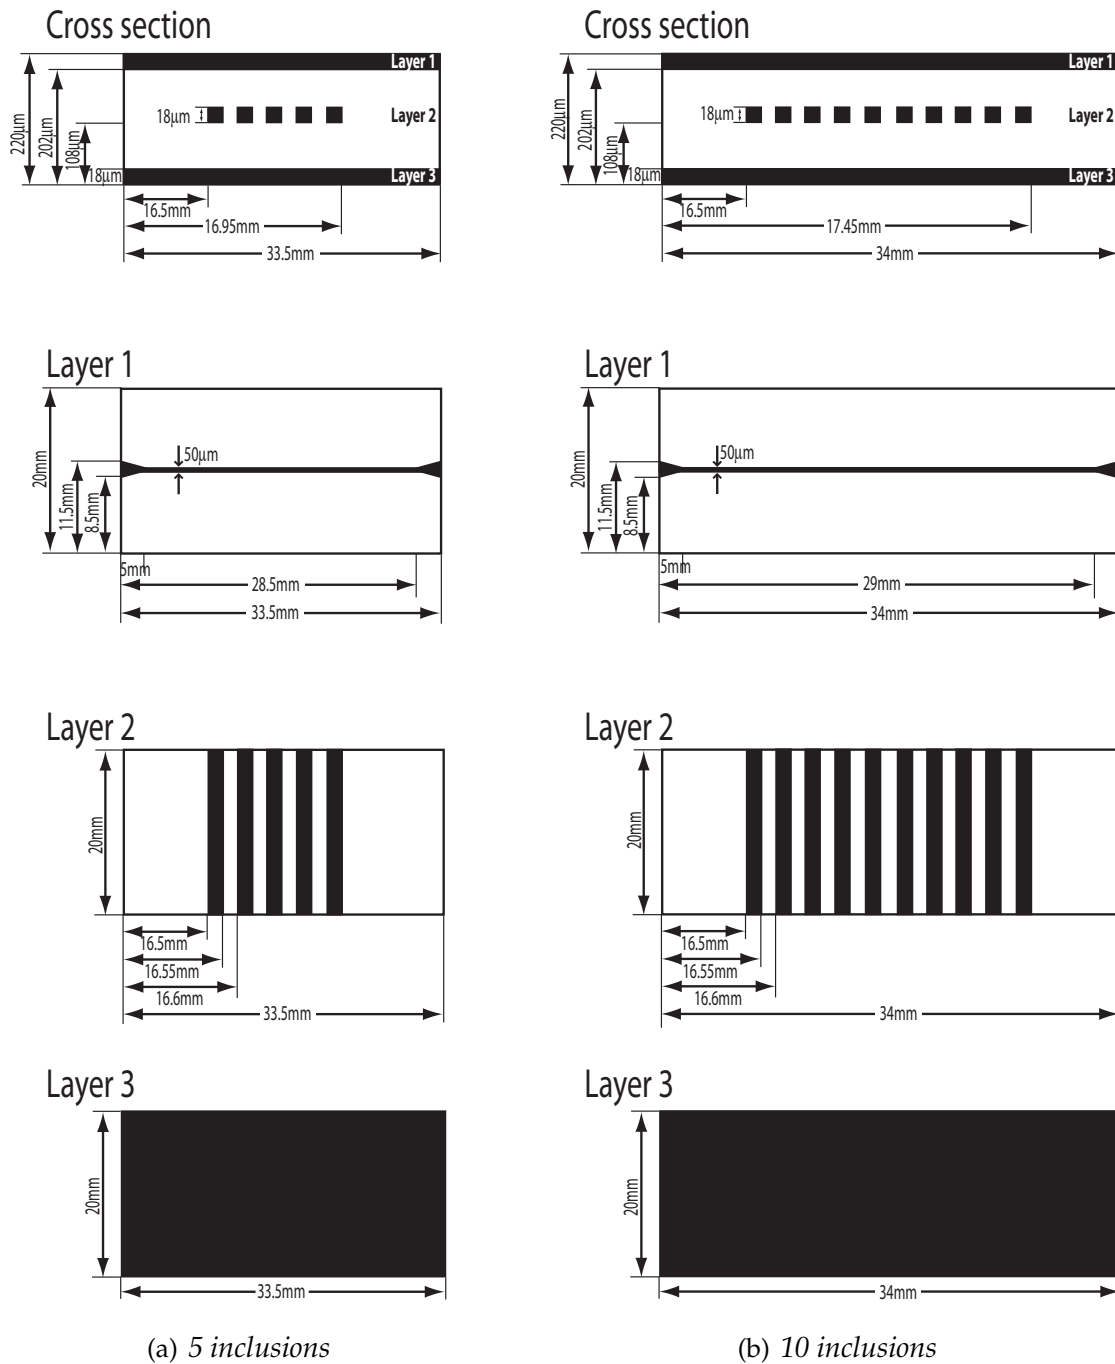 Cross section
Layer 1
Layer 2
Layer 3
18µm
220µm
202µm
108µm
18µm
16.5mm
16.95mm
33.5mm
Cross section
Layer 1
Layer 2
Layer 3
18µm
220µm
202µm
108µm
18µm
16.5mm
17.45mm
34mm
Layer 1
50µm
20mm
11.5mm
8.5mm
5mm
28.5mm
33.5mm
Layer 1
50µm
20mm
11.5mm
8.5mm
5mm
29mm
34mm
Layer 2
20mm
16.5mm
16.55mm
16.6mm
33.5mm
Layer 2
20mm
16.5mm
16.55mm
16.6mm
34mm
Layer 3
20mm
33.5mm
Layer 3
20mm
34mm
(a) 5 inclusions
(b) 10 inclusions